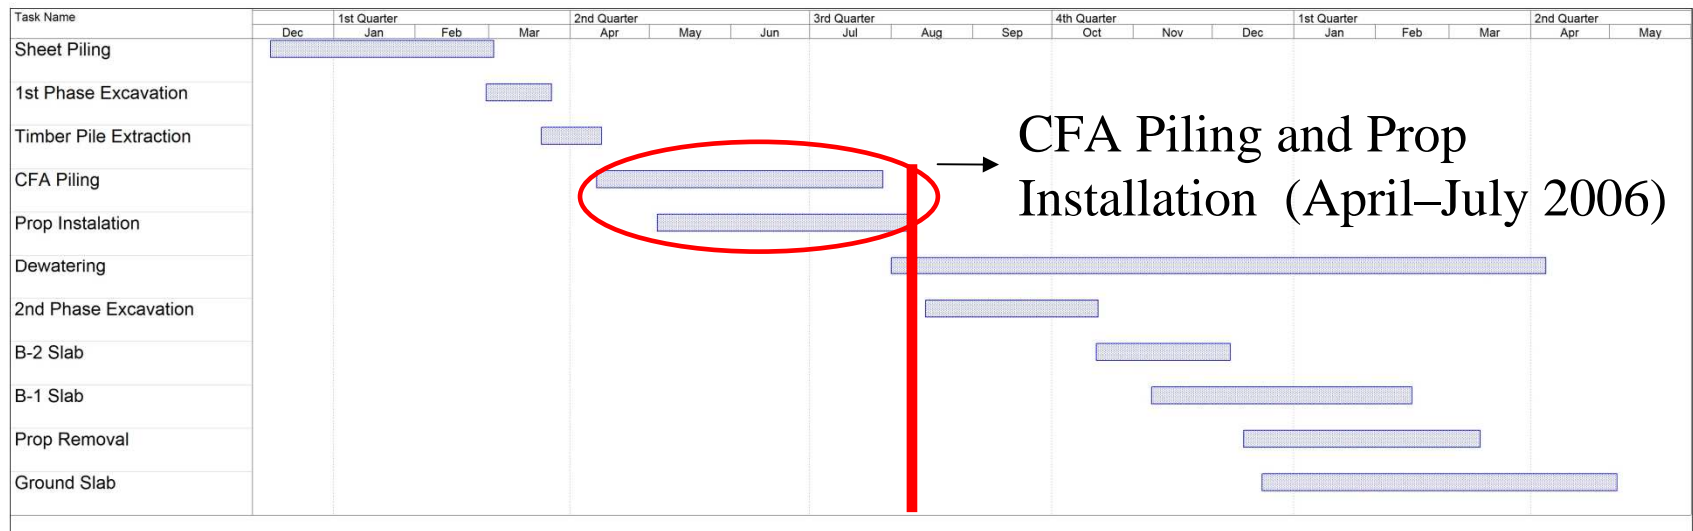 Task Name
1st Quarter 2nd Quarter 3rd Quarter 4th Quarter 1st Quarter 2nd Quarter
Dec Jan Feb Mar Apr May Jun Jul Aug Sep Oct Nov Dec Jan Feb Mar Apr May
Sheet Piling
1st Phase Excavation
Timber Pile Extraction
CFA Piling
Prop Instalation
Dewatering
2nd Phase Excavation
B-2 Slab
B-1 Slab
Prop Removal
Ground Slab
CFA Piling and Prop
Installation (April–July 2006)